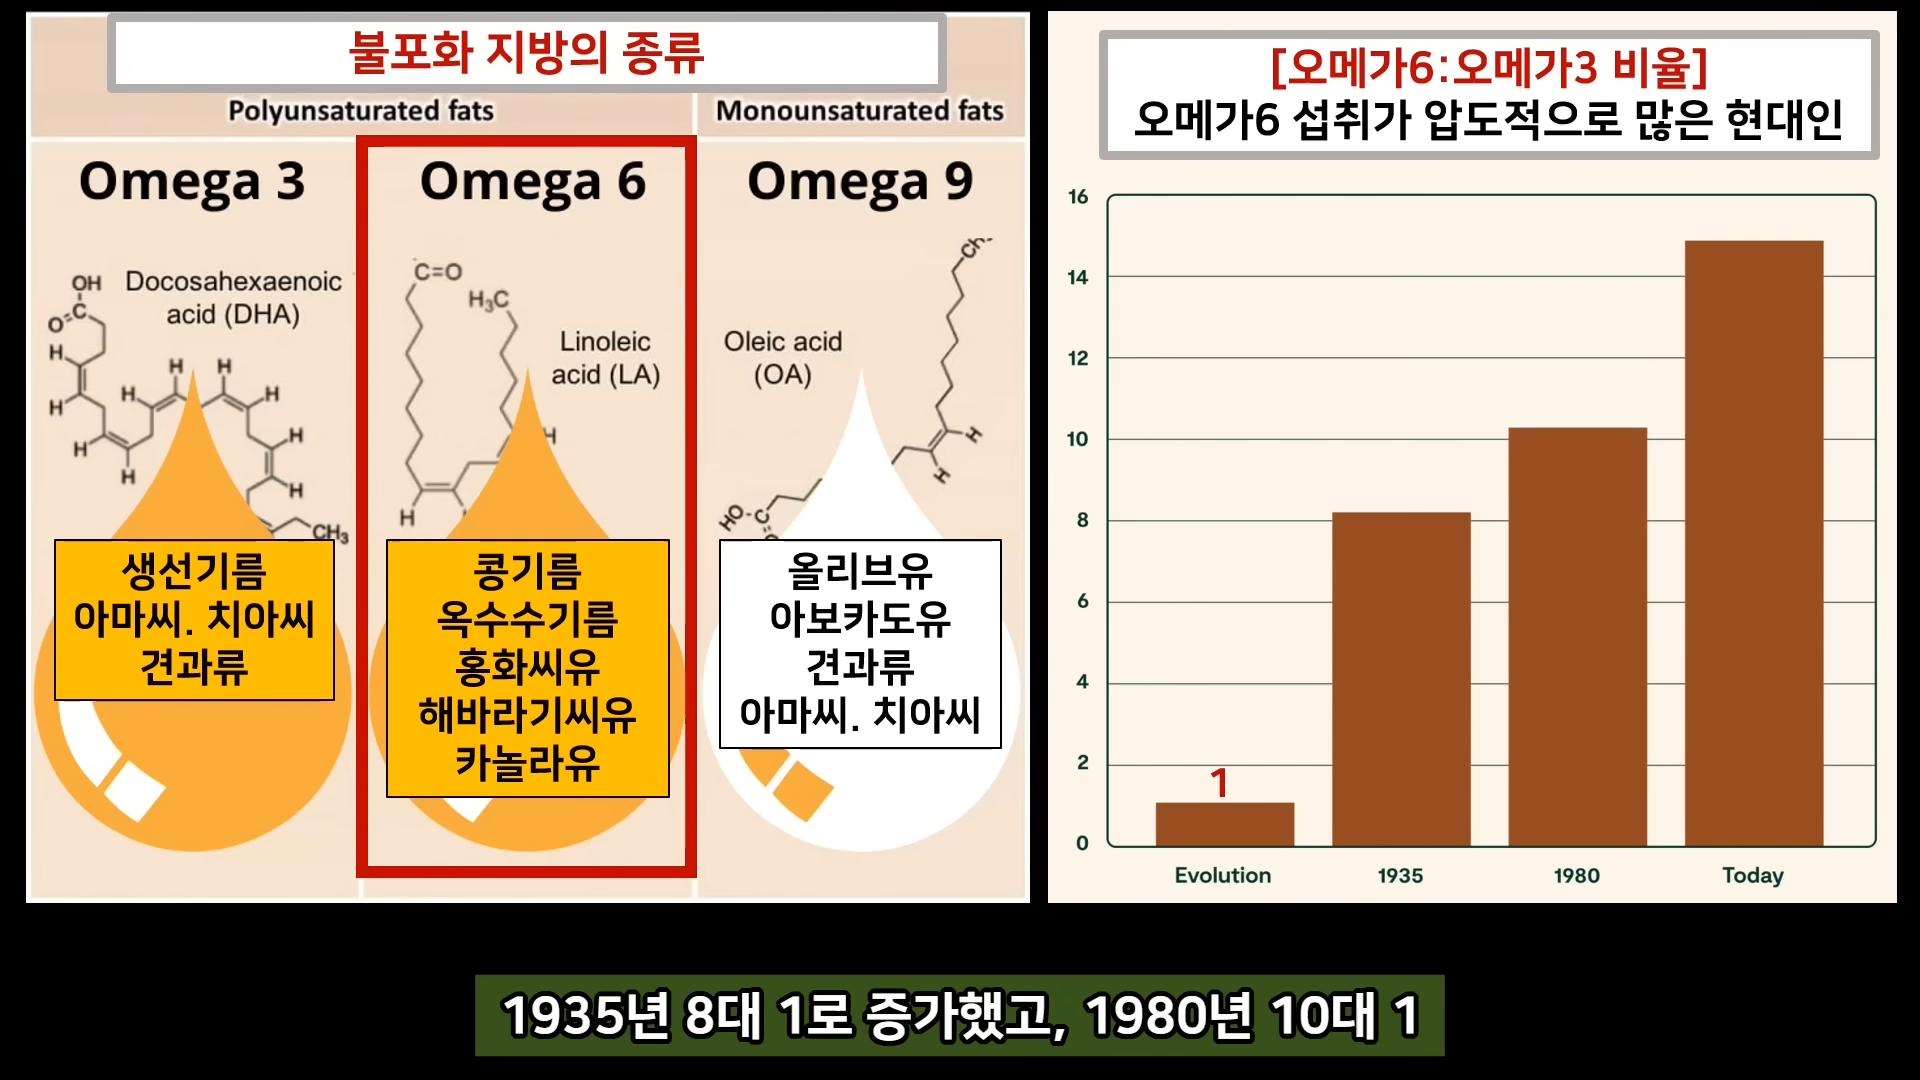 불포화 지방의 종류
Polyunsaturated fats
Monounsaturated fats
Omega 3
Omega 6
Omega 9
OH
Docosahexaenoic
acid (DHA)
O
C
H
H
H
H
H
H
H
H
H
H
CH₃
C=O
H₃C
Linoleic
acid (LA)
H
H
Oleic acid
(OA)
H
H
HO
C
생선기름
아마씨. 치아씨
견과류
콩기름
옥수수기름
홍화씨유
해바라기씨유
카놀라유
올리브유
아보카도유
견과류
아마씨. 치아씨
[오메가6:오메가3 비율]
오메가6 섭취가 압도적으로 많은 현대인
16
14
12
10
8
6
4
2
0
1
Evolution
1935
1980
Today
1935년 8대 1로 증가했고, 1980년 10대 1